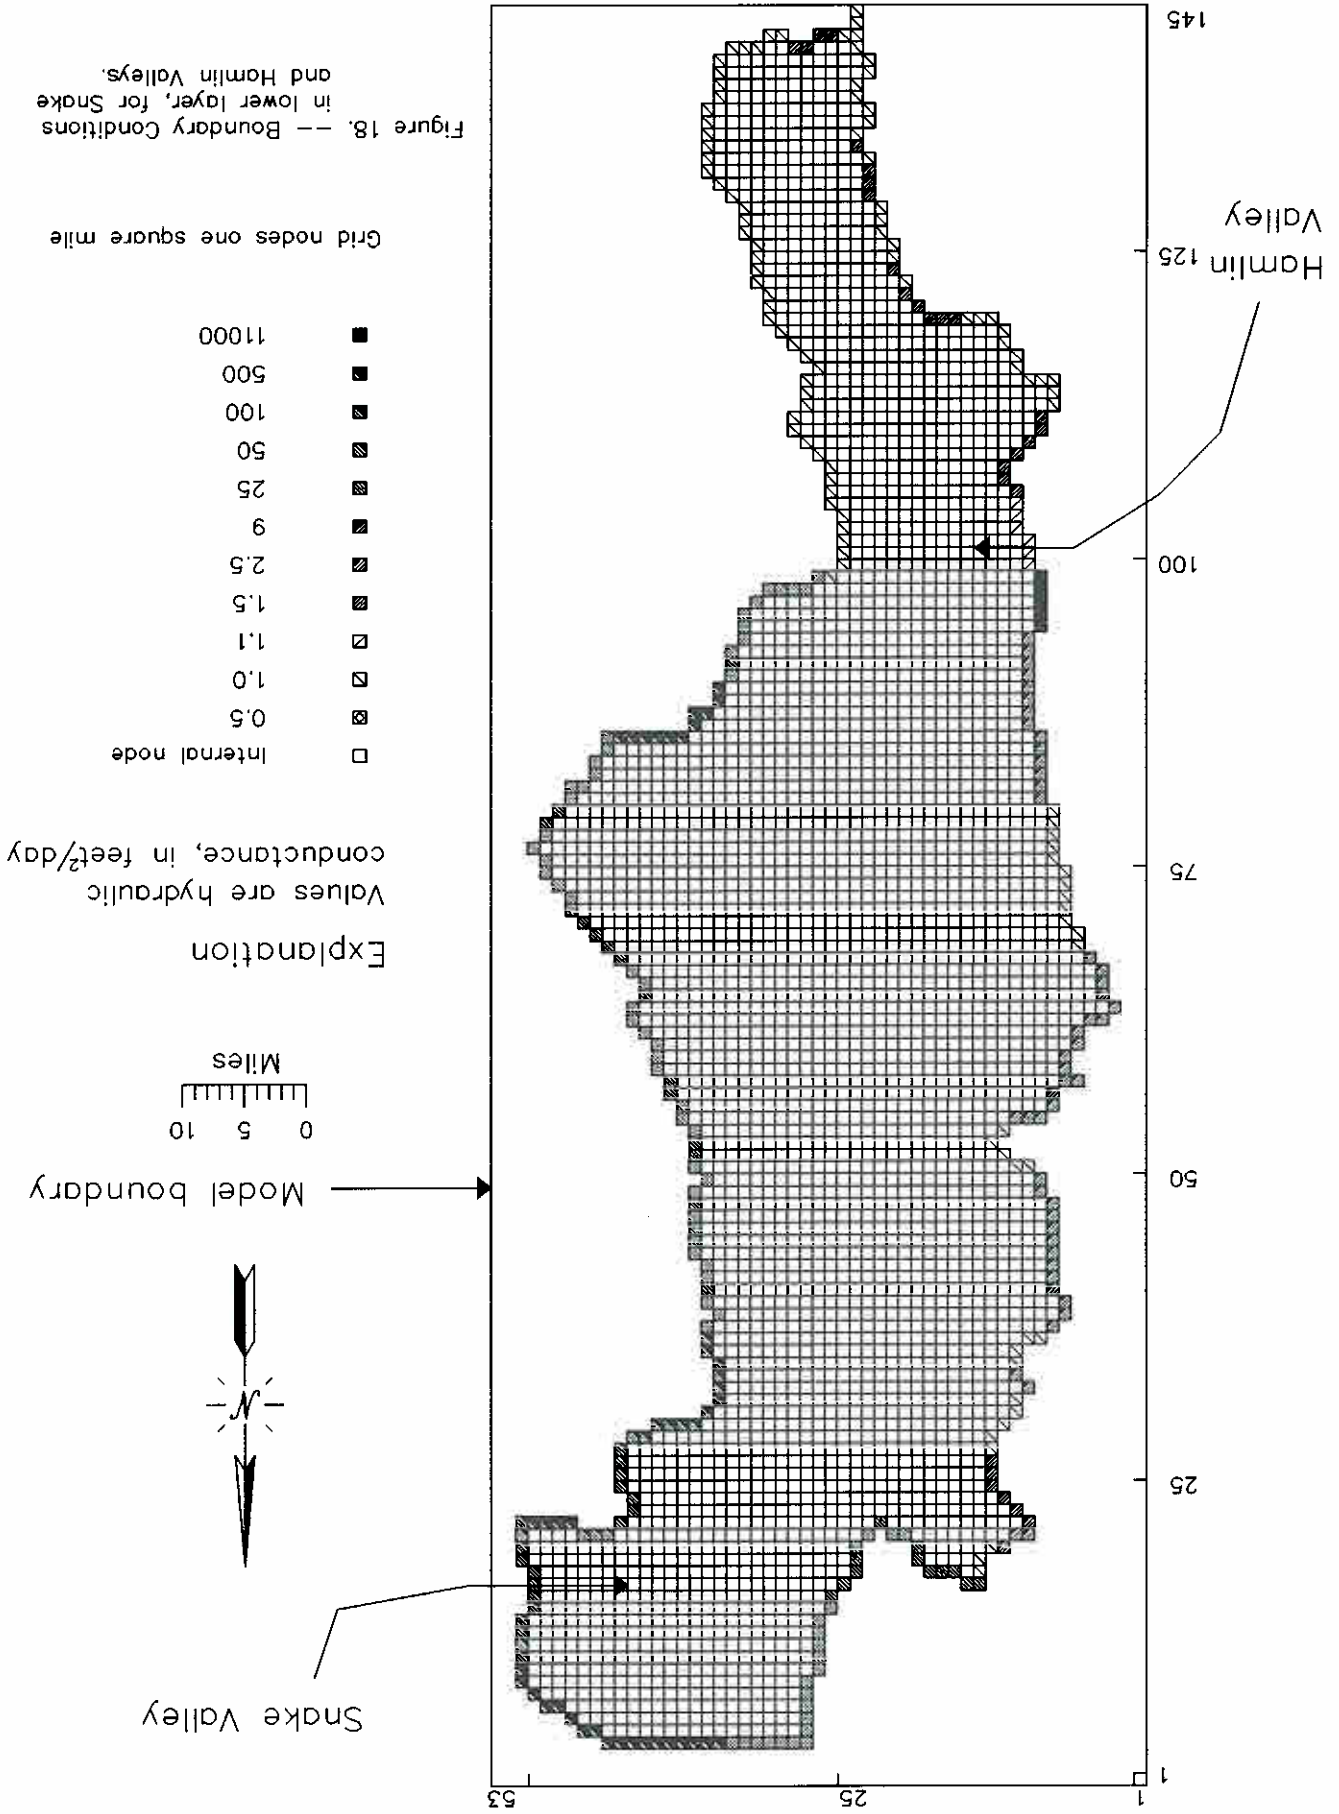 1
25
53
Snake Valley
25
50
Model boundary
0 5 10
Miles
Explanation
Values are hydraulic
conductance, in feet²/day
75
Internal node
0.5
1.0
1.1
1.5
2.5
9
25
50
100
500
11000
Grid nodes one square mile
100
Hamlin
Valley
125
145
Figure 18. -- Boundary Conditions
in lower layer, for Snake
and Hamlin Valleys.
N